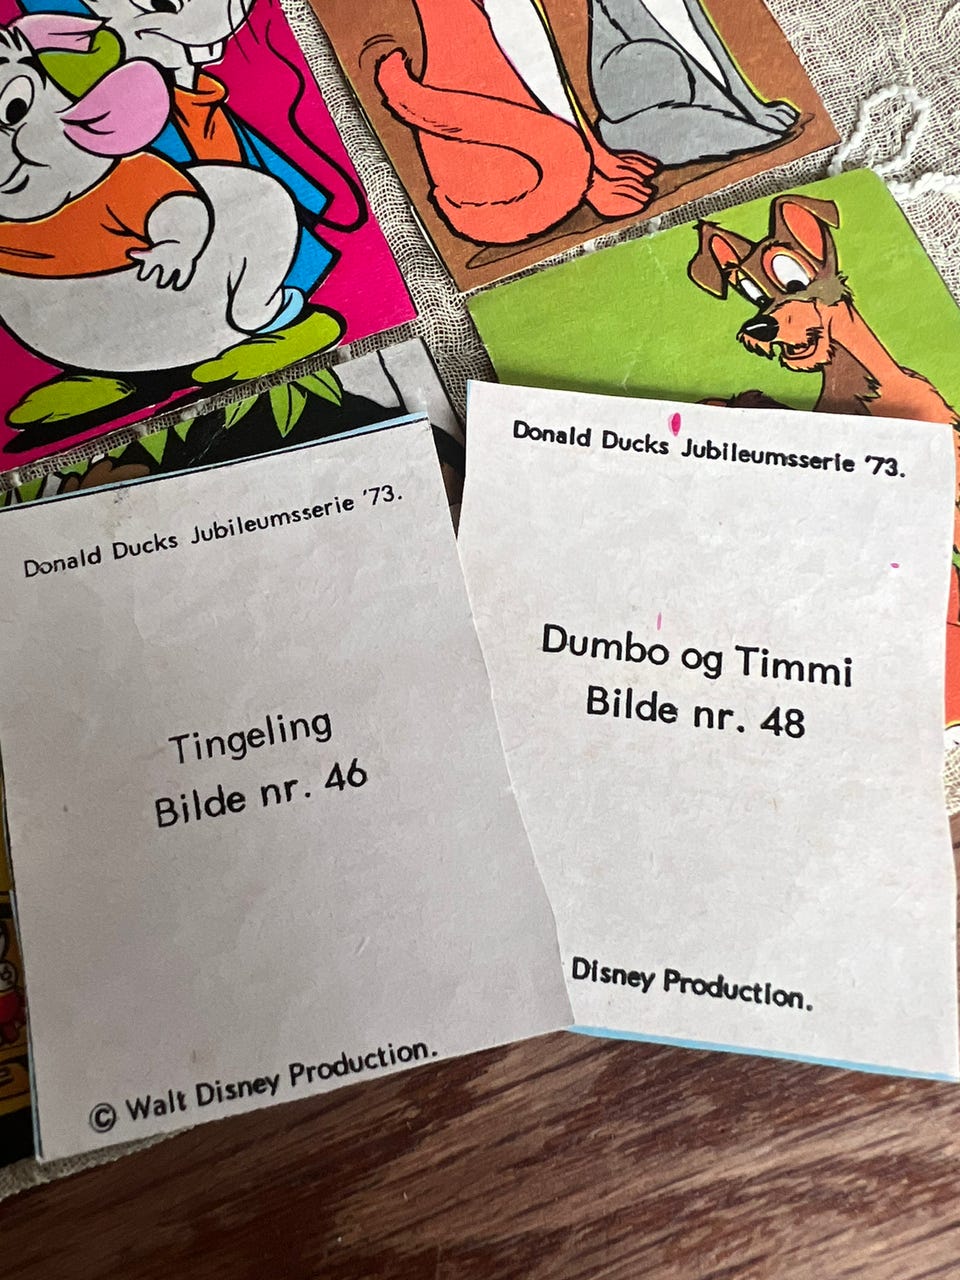 Donald Ducks Jubileumsserie '73.
Tingeling
Bilde nr. 46
© Walt Disney Production.
Donald Ducks Jubileumsserie '73.
Dumbo og Timmi
Bilde nr. 48
Disney Production.